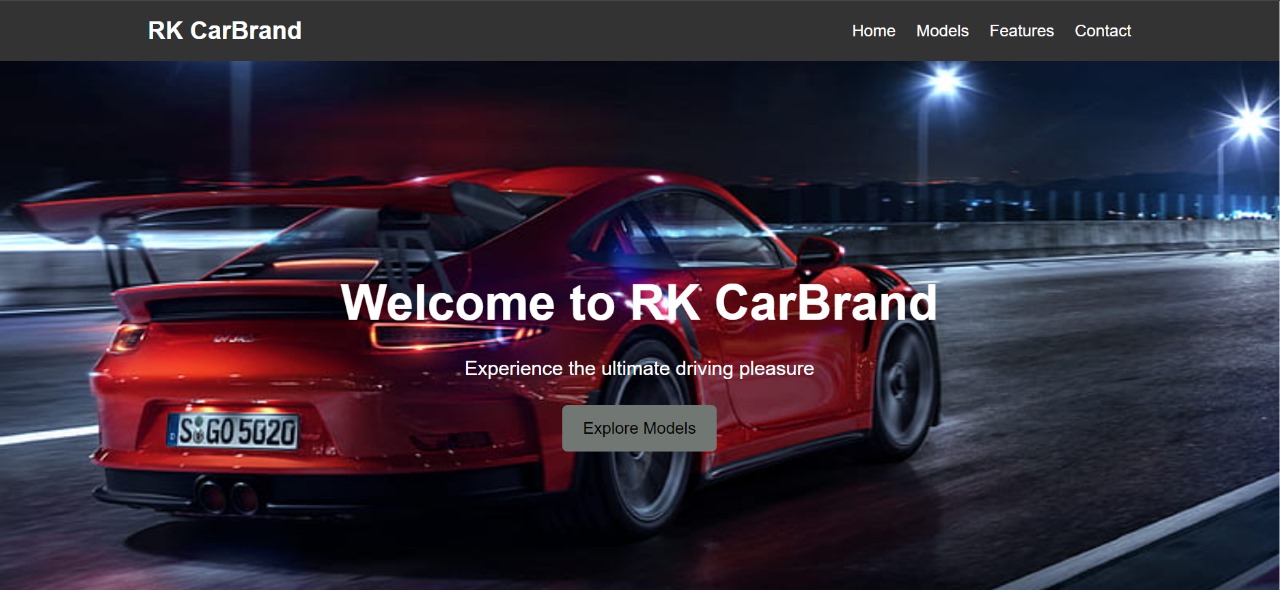 RK CarBrand
Home Models Features Contact
Welcome to RK CarBrand
Experience the ultimate driving pleasure
Explore Models
S GO 5020